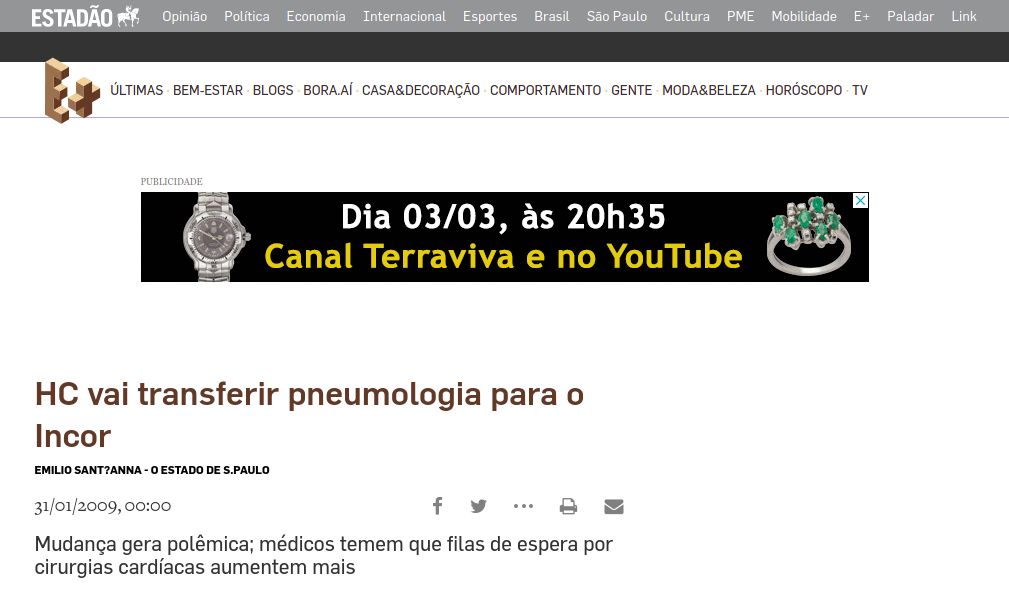 ESTADÃO Opinião Política Economia Internacional Esportes Brasil São Paulo Cultura PME Mobilidade E+ Paladar Link
E+ ÚLTIMAS · BEM-ESTAR · BLOGS · BORA.AÍ · CASA&DECORAÇÃO · COMPORTAMENTO · GENTE · MODA&BELEZA · HORÓSCOPO · TV
PUBLICIDADE
Dia 03/03, às 20h35
Canal Terraviva e no YouTube
HC vai transferir pneumologia para o
Incor
EMILIO SANT?ANNA - O ESTADO DE S.PAULO
31/01/2009, 00:00
Mudança gera polêmica; médicos temem que filas de espera por
cirurgias cardíacas aumentem mais